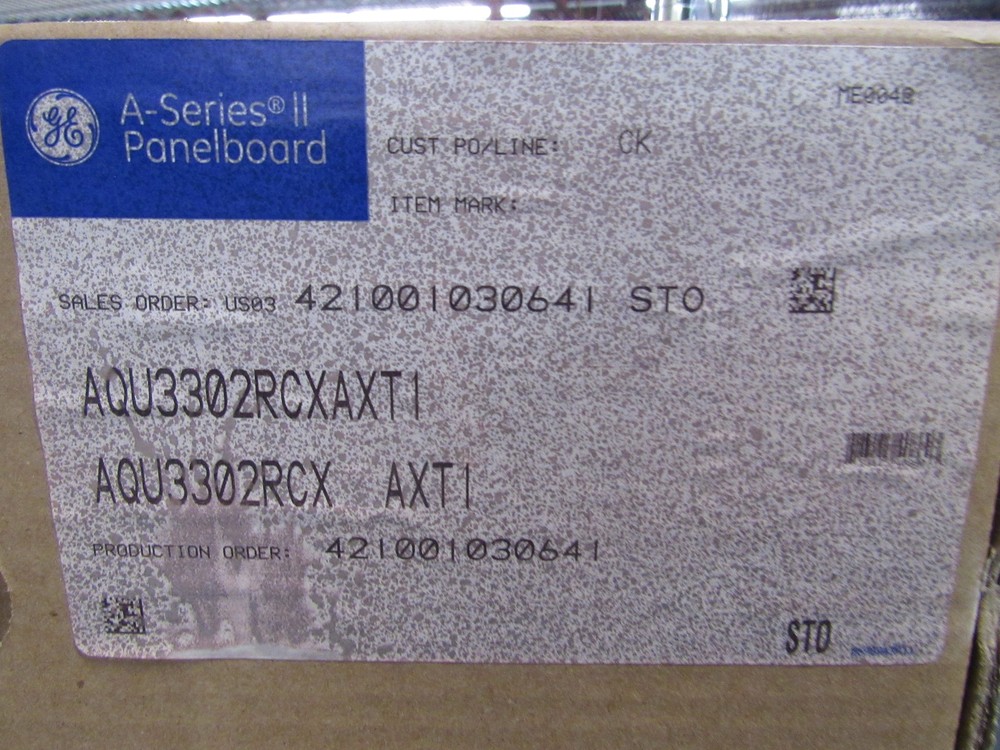 GE
A-Series® II
Panelboard
CUST PO/LINE: CK
ITEM MARK:
SALES ORDER: US03 421001030641 STO
AQU3302RCXAXT1
AQU3302RCX AXT1
PRODUCTION ORDER: 421001030641
STO